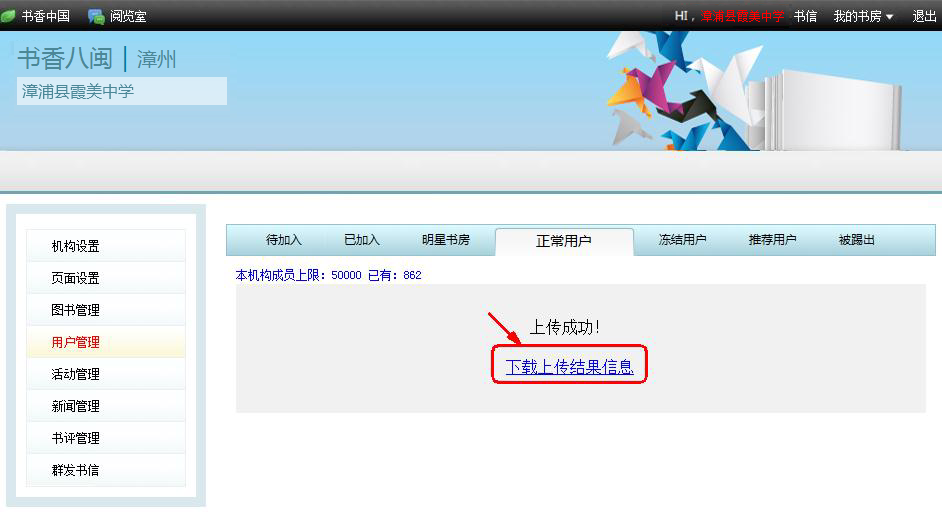 书香中国 阅览室 HI，漳浦县霞美中学 书信 我的书房 退出
书香八闽 | 漳州
漳浦县霞美中学
机构设置
页面设置
图书管理
用户管理
活动管理
新闻管理
书评管理
群发书信
待加入 已加入 明星书房 正常用户 冻结用户 推荐用户 被踢出
本机构成员上限：50000 已有：862
上传成功！
下载上传结果信息